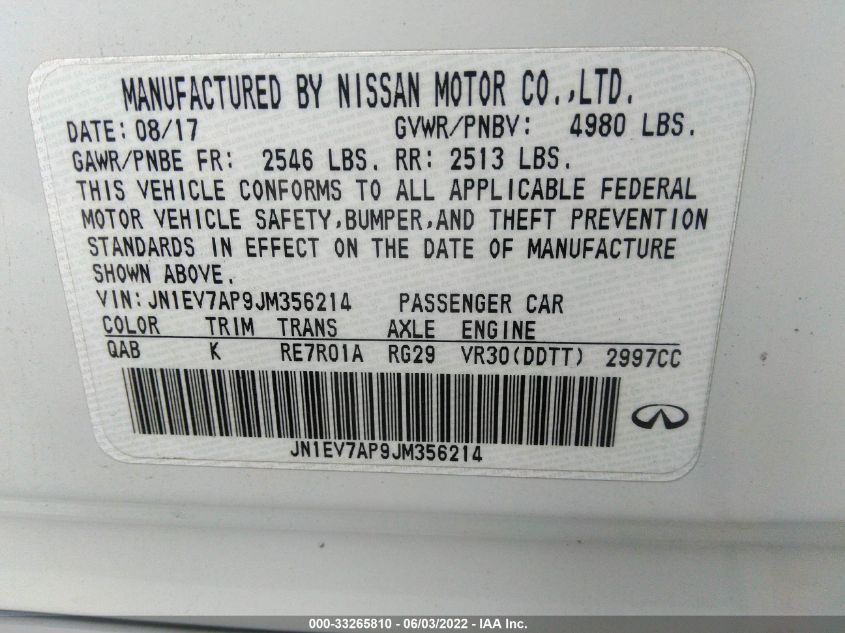 MANUFACTURED BY NISSAN MOTOR CO.,LTD.
DATE: 08/17 GVWR/PNBV: 4980 LBS.
GAWR/PNBE FR: 2546 LBS. RR: 2513 LBS.
THIS VEHICLE CONFORMS TO ALL APPLICABLE FEDERAL
MOTOR VEHICLE SAFETY,BUMPER,AND THEFT PREVENTION
STANDARDS IN EFFECT ON THE DATE OF MANUFACTURE
SHOWN ABOVE.
VIN: JN1EV7AP9JM356214 PASSENGER CAR
COLOR TRIM TRANS AXLE ENGINE
QAB K RE7R01A RG29 VR30(DDTT) 2997CC
JN1EV7AP9JM356214
000-33265810 - 06/03/2022 - IAA Inc.